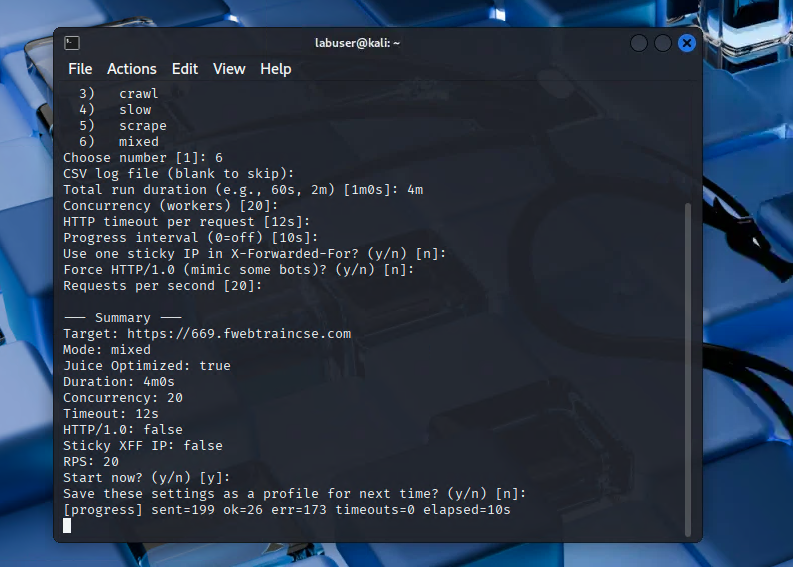 labuser@kali: ~
File Actions Edit View Help
3) crawl
4) slow
5) scrape
6) mixed
Choose number [1]: 6
CSV log file (blank to skip):
Total run duration (e.g., 60s, 2m) [1m0s]: 4m
Concurrency (workers) [20]:
HTTP timeout per request [12s]:
Progress interval (0=off) [10s]:
Use one sticky IP in X-Forwarded-For? (y/n) [n]:
Force HTTP/1.0 (mimic some bots)? (y/n) [n]:
Requests per second [20]:
—— Summary ——
Target: https://669.fwebtraincse.com
Mode: mixed
Juice Optimized: true
Duration: 4m0s
Concurrency: 20
Timeout: 12s
HTTP/1.0: false
Sticky XFF IP: false
RPS: 20
Start now? (y/n) [y]:
Save these settings as a profile for next time? (y/n) [n]:
[progress] sent=199 ok=26 err=173 timeouts=0 elapsed=10s